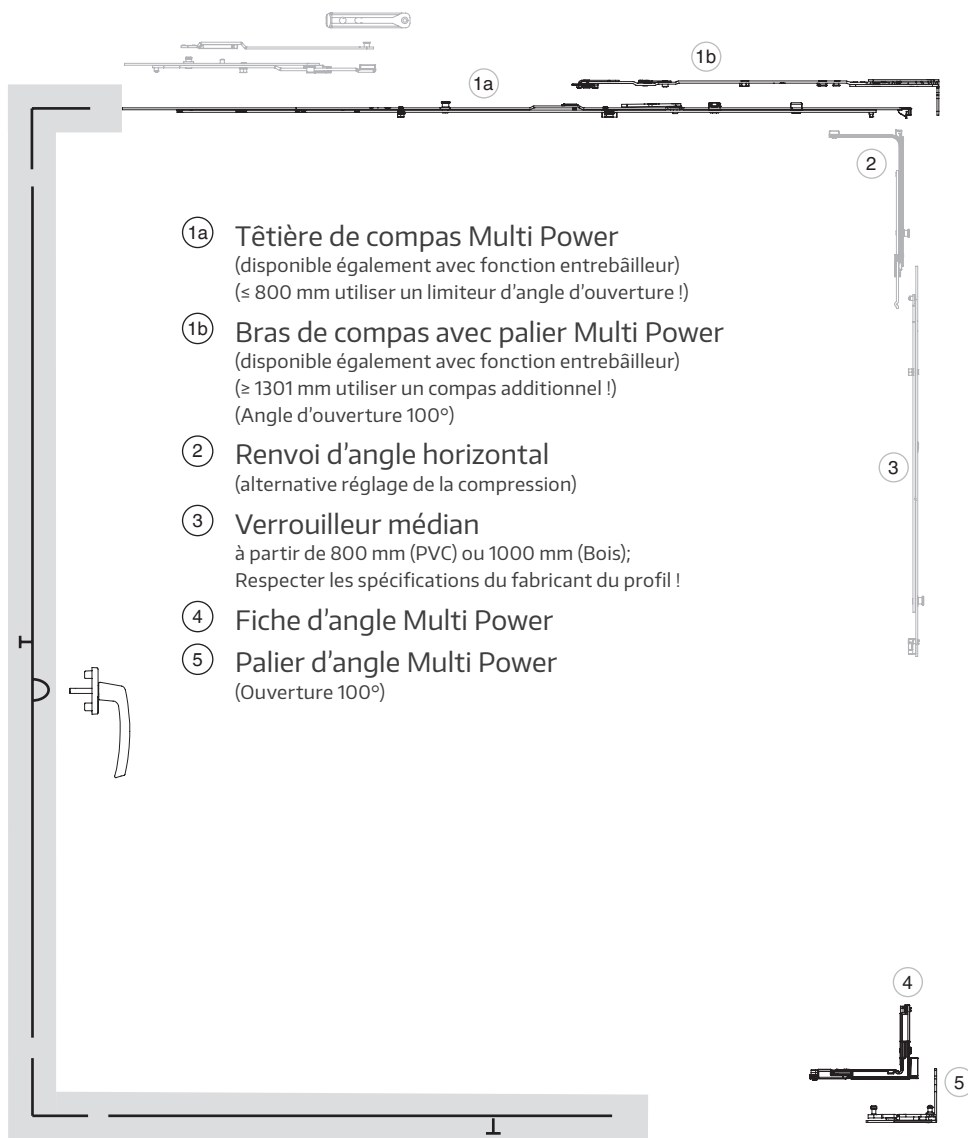 1b
1a
2
1a Têtière de compas Multi Power
(disponible également avec fonction entrebâilleur)
(≤ 800 mm utiliser un limiteur d’angle d’ouverture !)
1b Bras de compas avec palier Multi Power
(disponible également avec fonction entrebâilleur)
(≥ 1301 mm utiliser un compas additionnel !)
(Angle d’ouverture 100°)
2 Renvoi d’angle horizontal
(alternative réglage de la compression)
3
3 Verrouilleur médian
à partir de 800 mm (PVC) ou 1000 mm (Bois);
Respecter les spécifications du fabricant du profil !
4 Fiche d’angle Multi Power
5 Palier d’angle Multi Power
(Ouverture 100°)
4
5